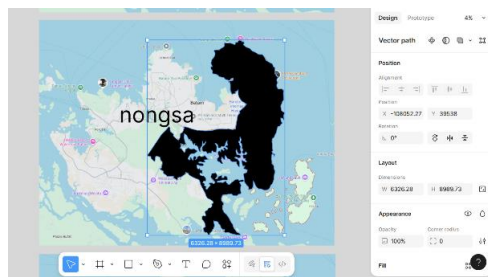 Design Prototype 4%
Vector path
Position
Alignment
Position
X -108052.27 Y 39538
Rotation
0°
Layout
Dimensions
W 6326.28 H 8989.73
Appearance
Opacity Corner radius
100% 0
Fill
?
Batam
nongsa
6326.28 × 8989.73